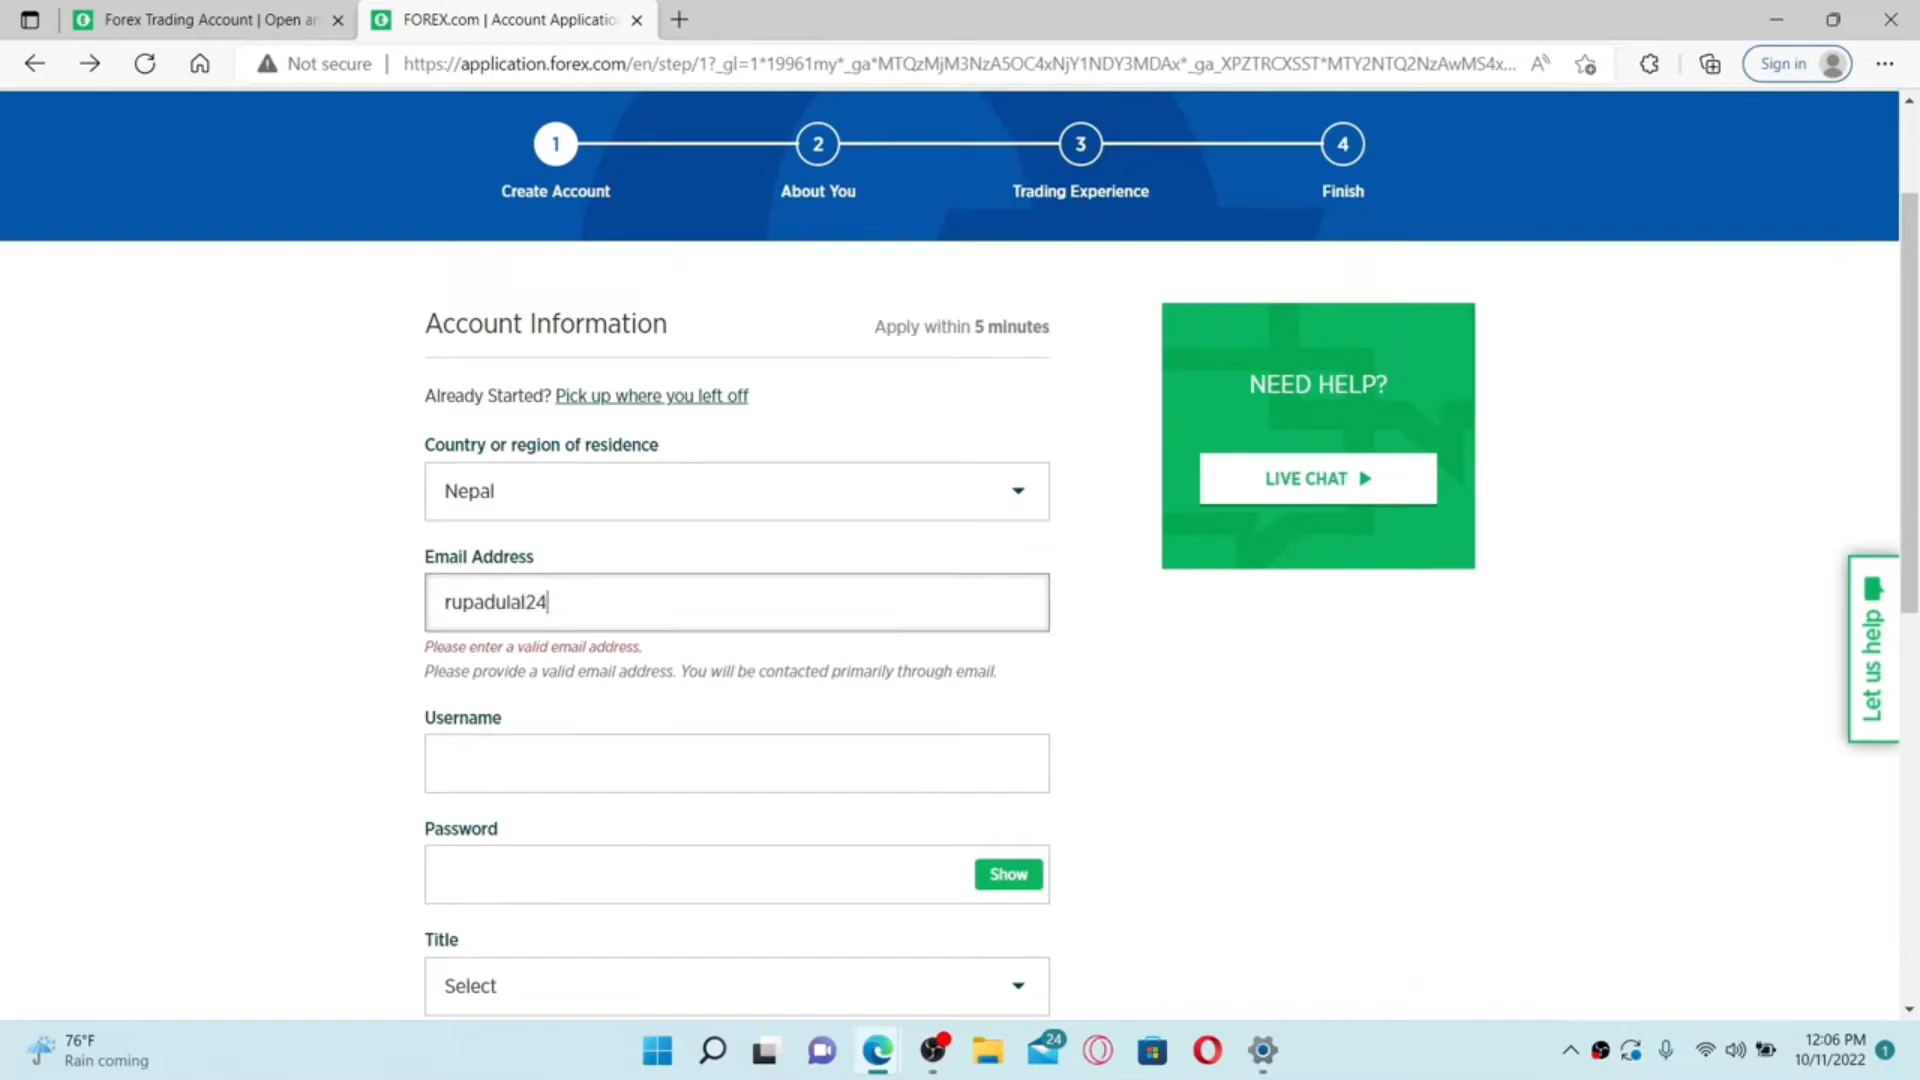 Forex Trading Account | Open an
FOREX.com | Account Applicatio
Not secure
https://application.forex.com/en/step/1?_gl=1*19961my*_ga*MTQzMjM3NzA5OC4xNjY1NDY3MDAx*_ga_XPZTRCXSST*MTY2NTQ2NzAwMS4x...
Sign in
1
2
3
4
Create Account
About You
Trading Experience
Finish
Account Information
Apply within 5 minutes
NEED HELP?
Already Started? Pick up where you left off
Country or region of residence
LIVE CHAT
Nepal
Email Address
rupadulal24
Please enter a valid email address.
Please provide a valid email address. You will be contacted primarily through email.
Let us help
Username
Password
Show
Title
Select
76°F
Rain coming
24
12:06 PM
10/11/2022
1